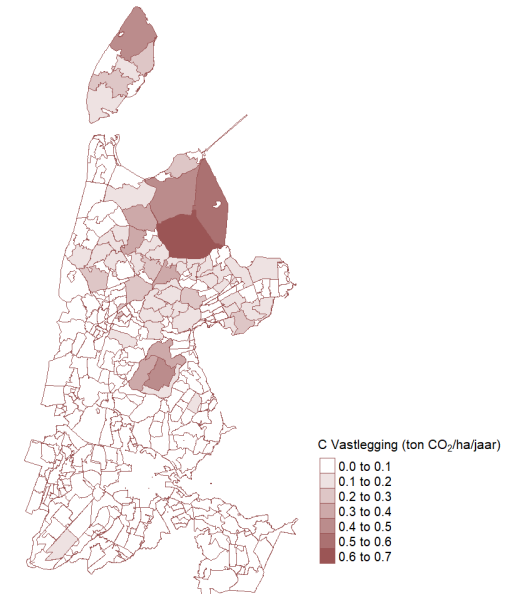 C Vastlegging (ton CO₂/ha/jaar)
0.0 to 0.1
0.1 to 0.2
0.2 to 0.3
0.3 to 0.4
0.4 to 0.5
0.5 to 0.6
0.6 to 0.7